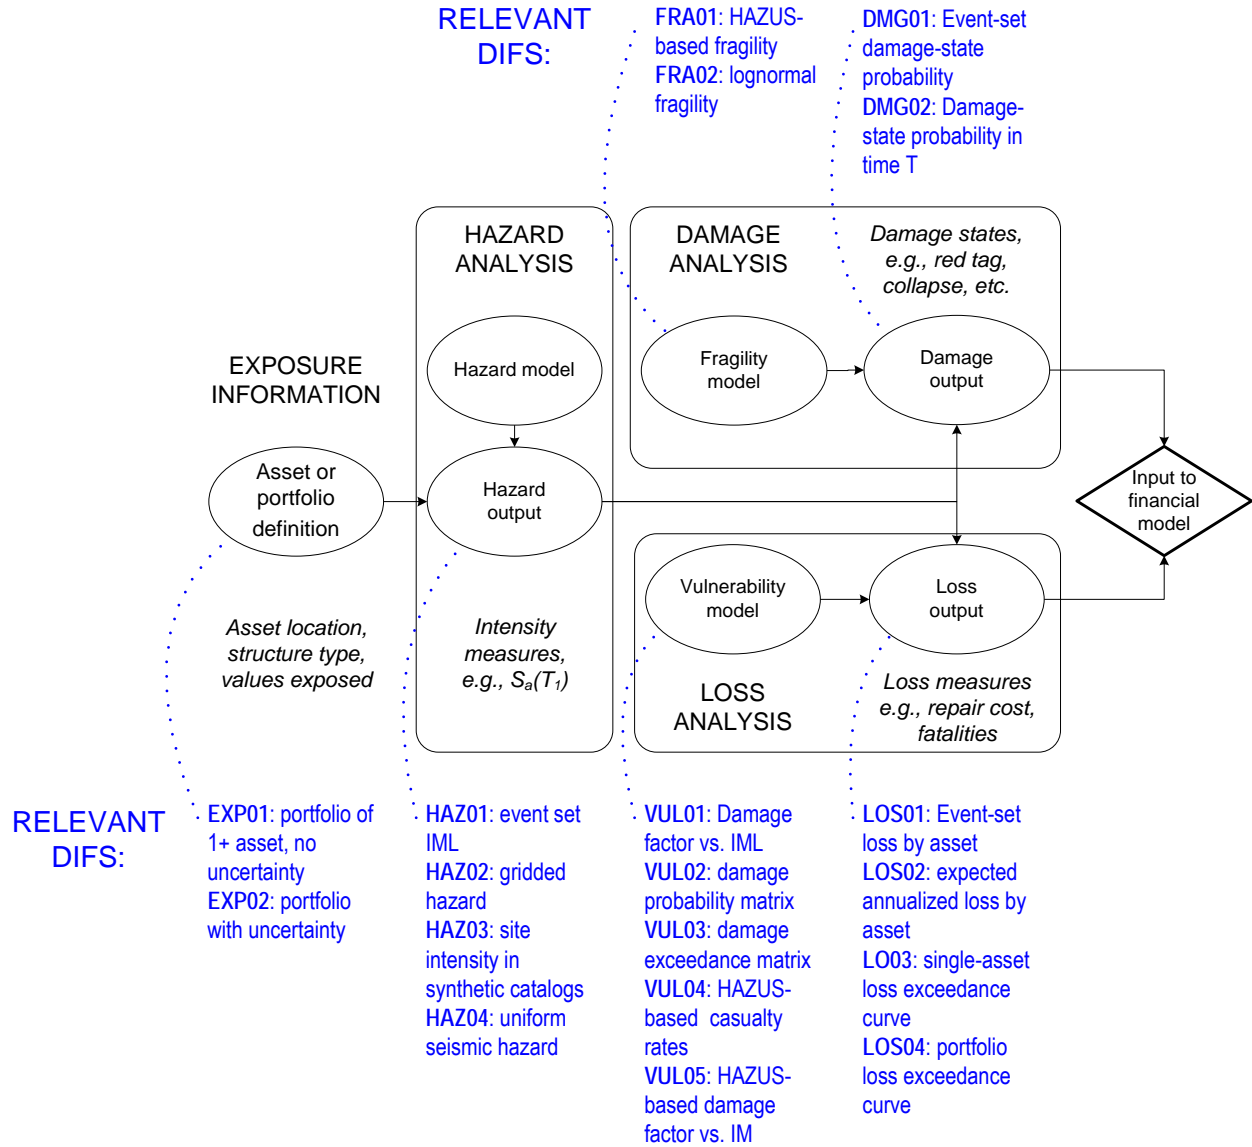 RELEVANT
DIFS:
FRA01: HAZUS-
based fragility
FRA02: lognormal
fragility
DMG01: Event-set
damage-state
probability
DMG02: Damage-
state probability in
time T
HAZARD
ANALYSIS
DAMAGE
ANALYSIS
Damage states,
e.g., red tag,
collapse, etc.
EXPOSURE
INFORMATION
Hazard model
Fragility
model
Damage
output
Asset or
portfolio
definition
Hazard
output
Input to
financial
model
Vulnerability
model
Loss
output
Asset location,
structure type,
values exposed
Intensity
measures,
e.g., Sa(T1)
LOSS
ANALYSIS
Loss measures
e.g., repair cost,
fatalities
RELEVANT
DIFS:
EXP01: portfolio of
1+ asset, no
uncertainty
EXP02: portfolio
with uncertainty
HAZ01: event set
IML
HAZ02: gridded
hazard
HAZ03: site
intensity in
synthetic catalogs
HAZ04: uniform
seismic hazard
VUL01: Damage
factor vs. IML
VUL02: damage
probability matrix
VUL03: damage
exceedance matrix
VUL04: HAZUS-
based casualty
rates
VUL05: HAZUS-
based damage
factor vs. IM
LOS01: Event-set
loss by asset
LOS02: expected
annualized loss by
asset
LO03: single-asset
loss exceedance
curve
LOS04: portfolio
loss exceedance
curve